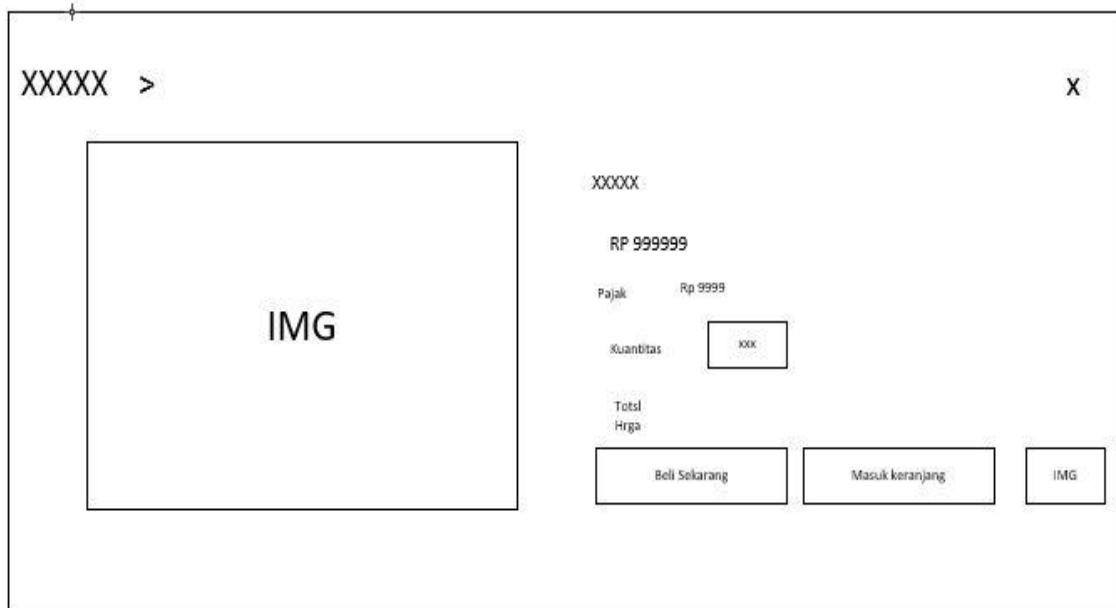 XXXXX >
X
IMG
XXXXX
RP 999999
Pajak Rp 9999
Kuantitas xxx
Totsl
Hrga
Beli Sekarang Masuk keranjang IMG